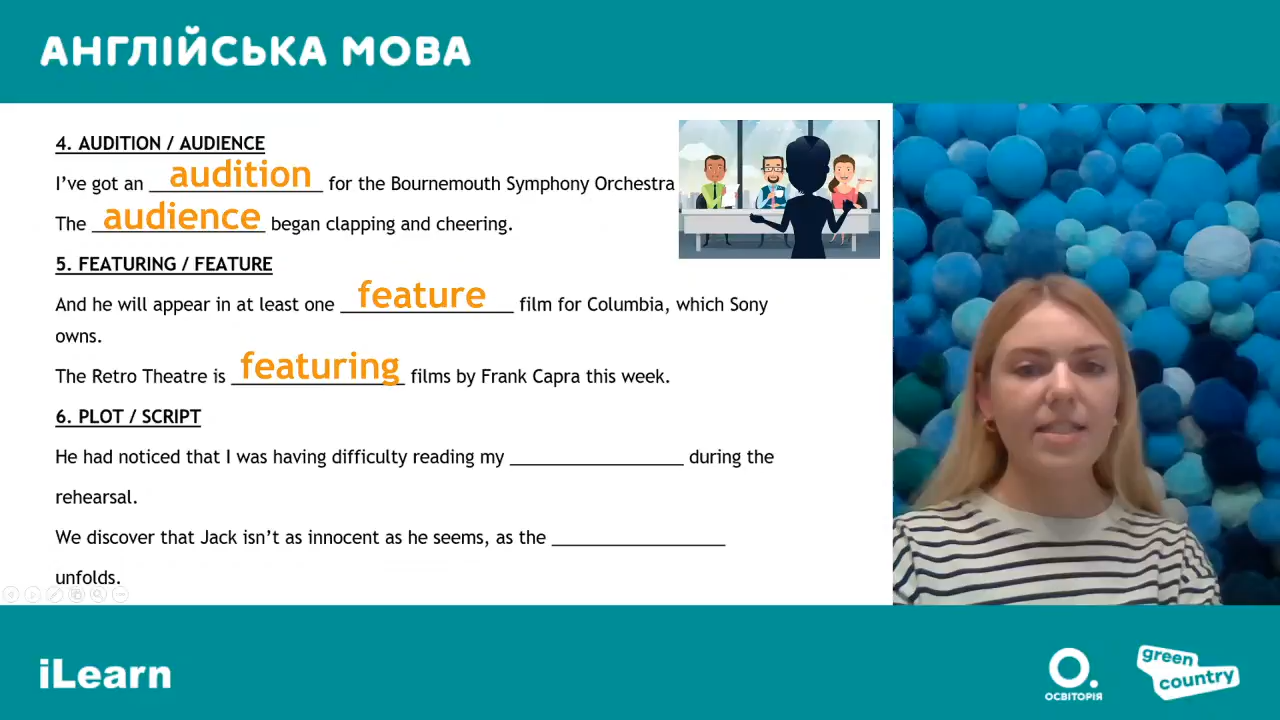 АНГЛІЙСЬКА МОВА
4. AUDITION / AUDIENCE
I've got an audition for the Bournemouth Symphony Orchestra
The audience began clapping and cheering.
5. FEATURING / FEATURE
And he will appear in at least one feature film for Columbia, which Sony
owns.
The Retro Theatre is featuring films by Frank Capra this week.
6. PLOT / SCRIPT
He had noticed that I was having difficulty reading my _________________ during the
rehearsal.
We discover that Jack isn't as innocent as he seems, as the _________________
unfolds.
iLearn
О.
ОСВІТОРІЯ
green
country